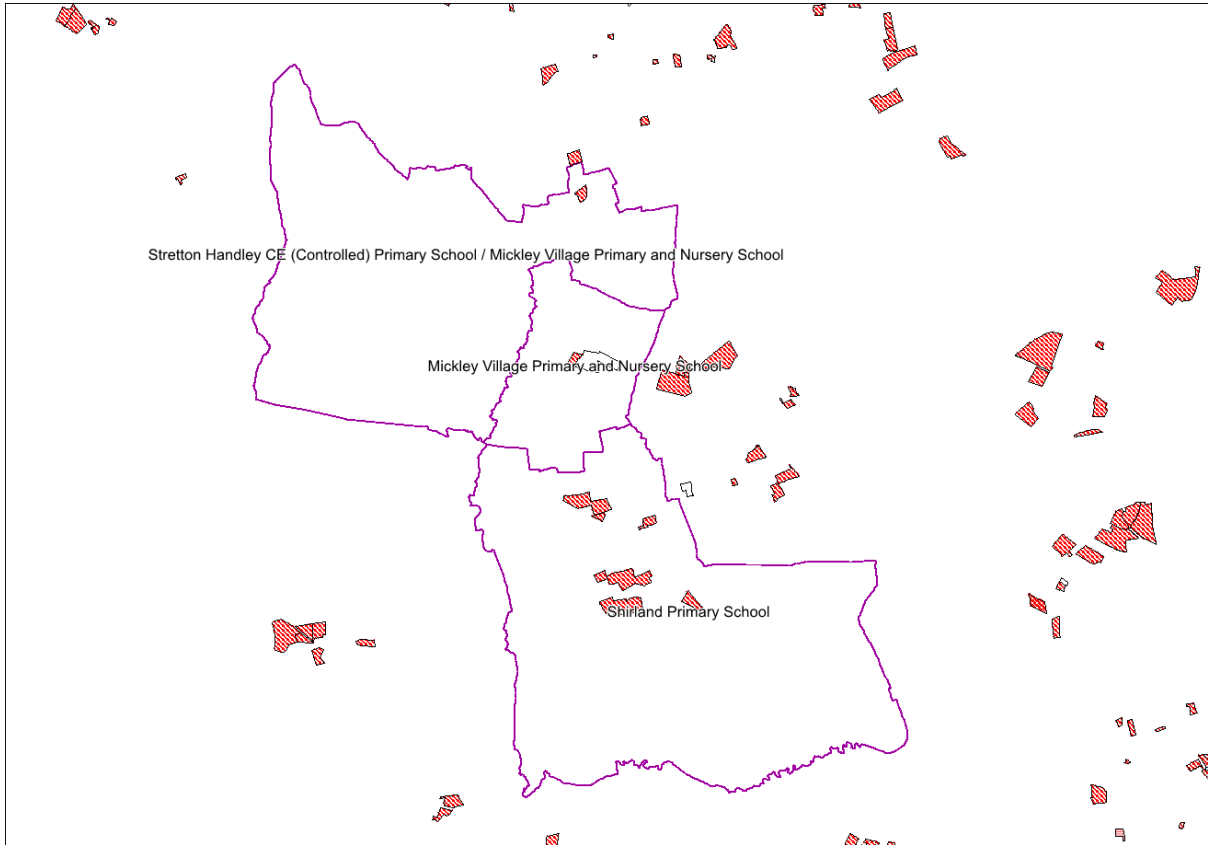 Stretton Handley CE (Controlled) Primary School / Mickley Village Primary and Nursery School
Mickley Village Primary and Nursery School
Shirland Primary School